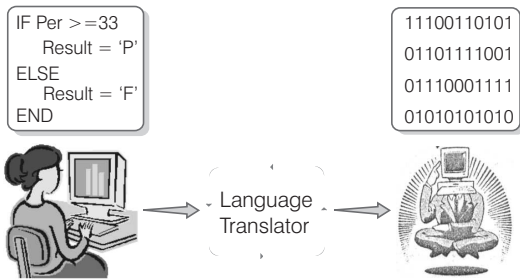 IF Per >=33
Result = ‘P’
ELSE
Result = ‘F’
END
11100110101
01101111001
01110001111
01010101010
Language
Translator